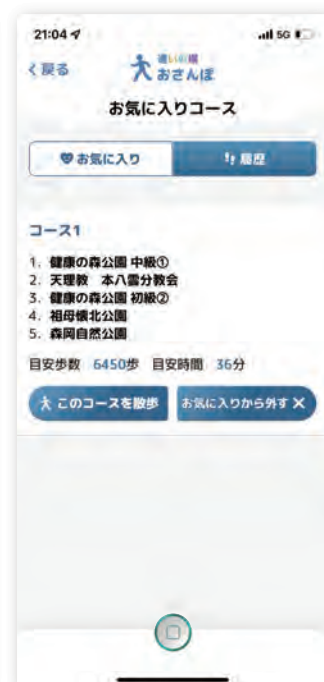 21:04
5G
戻る
おさんぽ
お気に入りコース
お気に入り
履歴
コース1
1. 健康の森公園 中級①
2. 天理教 本八雲分教会
3. 健康の森公園 初級②
4. 祖母懐北公園
5. 森岡自然公園
目安歩数 6450歩 目安時間 36分
このコースを散歩
お気に入りから外す ✕